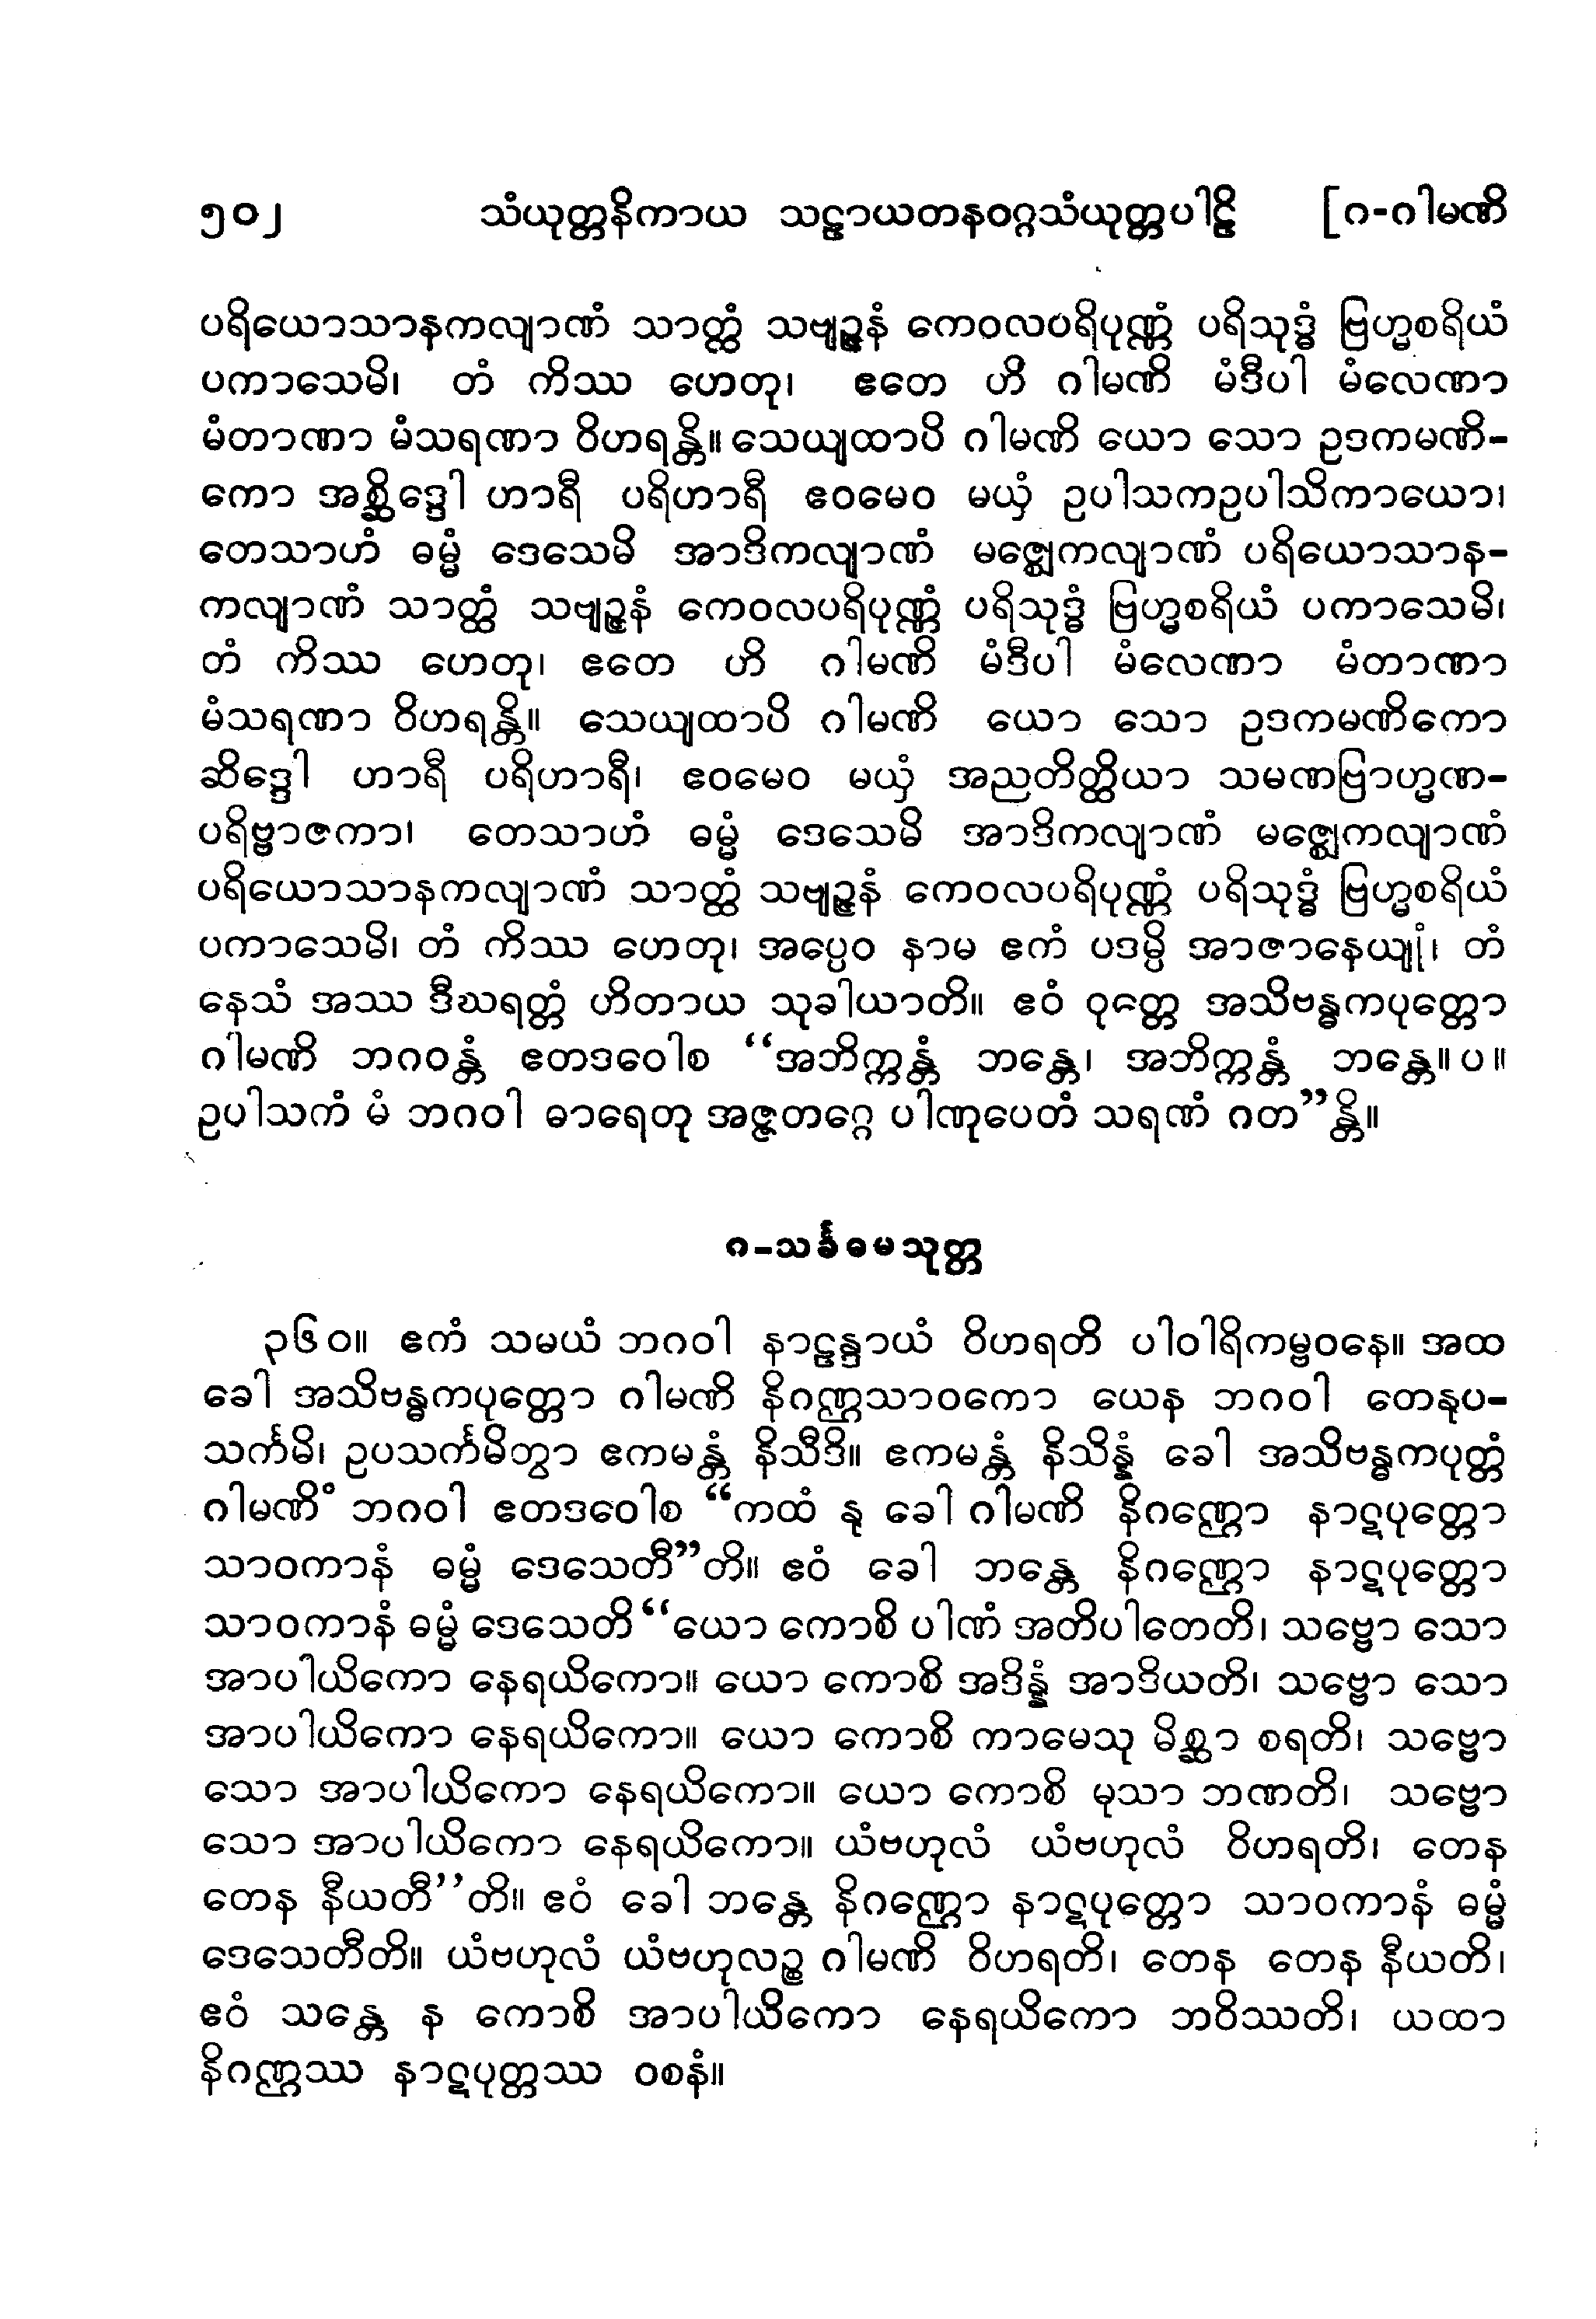 ၅၀၂ သံယုတ္တနိကာယ သဠာယတနဝဂ္ဂသံယုတ္တပါဠိ [ဂ-ဂါမဏိ
ပရိယောသာနကလျာဏံ သာတ္ထံ သဗျဉ္ဇနံ ကေဝလပရိပုဏ္ဏံ ပရိသုဒ္ဓံ ဗြဟ္မစရိယံ
ပကာသေမိ၊ တံ ကိဿ ဟေတု၊ ဧတေ ဟိ ဂါမဏိ မံဒီပါ မံလေဏာ
မံတာဏာ မံသရဏာ ဝိဟရန္တိ။ သေယျထာပိ ဂါမဏိ ယော သော ဥဒကမဏိ-
ကော အစ္ဆိဒ္ဒေါ ဟာရီ ပရိဟာရီ ဧဝမေဝ မယှံ ဥပါသကဥပါသိကာယော၊
တေသာဟံ ဓမ္မံ ဒေသေမိ အာဒိကလျာဏံ မဇ္ဈေကလျာဏံ ပရိယောသာန-
ကလျာဏံ သာတ္ထံ သဗျဉ္ဇနံ ကေဝလပရိပုဏ္ဏံ ပရိသုဒ္ဓံ ဗြဟ္မစရိယံ ပကာသေမိ၊
တံ ကိဿ ဟေတု၊ ဧတေ ဟိ ဂါမဏိ မံဒီပါ မံလေဏာ မံတာဏာ
မံသရဏာ ဝိဟရန္တိ။ သေယျထာပိ ဂါမဏိ ယော သော ဥဒကမဏိကော
ဆိဒ္ဒေါ ဟာရီ ပရိဟာရီ၊ ဧဝမေဝ မယှံ အညတိတ္ထိယာ သမဏဗြာဟ္မဏ-
ပရိဗ္ဗာဇကာ၊ တေသာဟံ ဓမ္မံ ဒေသေမိ အာဒိကလျာဏံ မဇ္ဈေကလျာဏံ
ပရိယောသာနကလျာဏံ သာတ္ထံ သဗျဉ္ဇနံ ကေဝလပရိပုဏ္ဏံ ပရိသုဒ္ဓံ ဗြဟ္မစရိယံ
ပကာသေမိ၊ တံ ကိဿ ဟေတု၊ အပ္ပေဝ နာမ ဧကံ ပဒမ္ပိ အာဇာနေယျုံ၊ တံ
နေသံ အဿ ဒီဃရတ္တံ ဟိတာယ သုခါယာတိ။ ဧဝံ ဝုတ္တေ အသိဗန္ဓကပုတ္တော
ဂါမဏိ ဘဂဝန္တံ ဧတဒဝေါစ “အဘိက္ကန္တံ ဘန္တေ၊ အဘိက္ကန္တံ ဘန္တေ။ ပ ။
ဥပါသကံ မံ ဘဂဝါ ဓာရေတု အဇ္ဇတဂ္ဂေ ပါဏုပေတံ သရဏံ ဂတ”န္တိ။
ဂ-သင်္ခဓမသုတ္တ
၃၆၀။ ဧကံ သမယံ ဘဂဝါ နာဠန္ဒာယံ ဝိဟရတိ ပါဝါရိကမ္ဗဝနေ။ အထ
ခေါ အသိဗန္ဓကပုတ္တော ဂါမဏိ နိဂဏ္ဌသာဝကော ယေန ဘဂဝါ တေနုပ-
သင်္ကမိ၊ ဥပသင်္ကမိတွာ ဧကမန္တံ နိသီဒိ။ ဧကမန္တံ နိသိန္နံ ခေါ အသိဗန္ဓကပုတ္တံ
ဂါမဏိံ ဘဂဝါ ဧတဒဝေါစ “ကထံ နု ခေါ ဂါမဏိ နိဂဏ္ဌော နာဋပုတ္တော
သာဝကာနံ ဓမ္မံ ဒေသေတီ”တိ။ ဧဝံ ခေါ ဘန္တေ နိဂဏ္ဌော နာဋပုတ္တော
သာဝကာနံ ဓမ္မံ ဒေသေတိ “ယော ကောစိ ပါဏံ အတိပါတေတိ၊ သဗ္ဗော သော
အာပါယိကော နေရယိကော။ ယော ကောစိ အဒိန္နံ အာဒိယတိ၊ သဗ္ဗော သော
အာပါယိကော နေရယိကော။ ယော ကောစိ ကာမေသု မိစ္ဆာ စရတိ၊ သဗ္ဗော
သော အာပါယိကော နေရယိကော။ ယော ကောစိ မုသာ ဘဏတိ၊ သဗ္ဗော
သော အာပါယိကော နေရယိကော။ ယံဗဟုလံ ယံဗဟုလံ ဝိဟရတိ၊ တေန
တေန နီယတီ”တိ။ ဧဝံ ခေါ ဘန္တေ နိဂဏ္ဌော နာဋပုတ္တော သာဝကာနံ ဓမ္မံ
ဒေသေတီတိ။ ယံဗဟုလံ ယံဗဟုလဉ္စ ဂါမဏိ ဝိဟရတိ၊ တေန တေန နီယတိ၊
ဧဝံ သန္တေ န ကောစိ အာပါယိကော နေရယိကော ဘဝိဿတိ၊ ယထာ
နိဂဏ္ဌဿ နာဋပုတ္တဿ ဝစနံ။